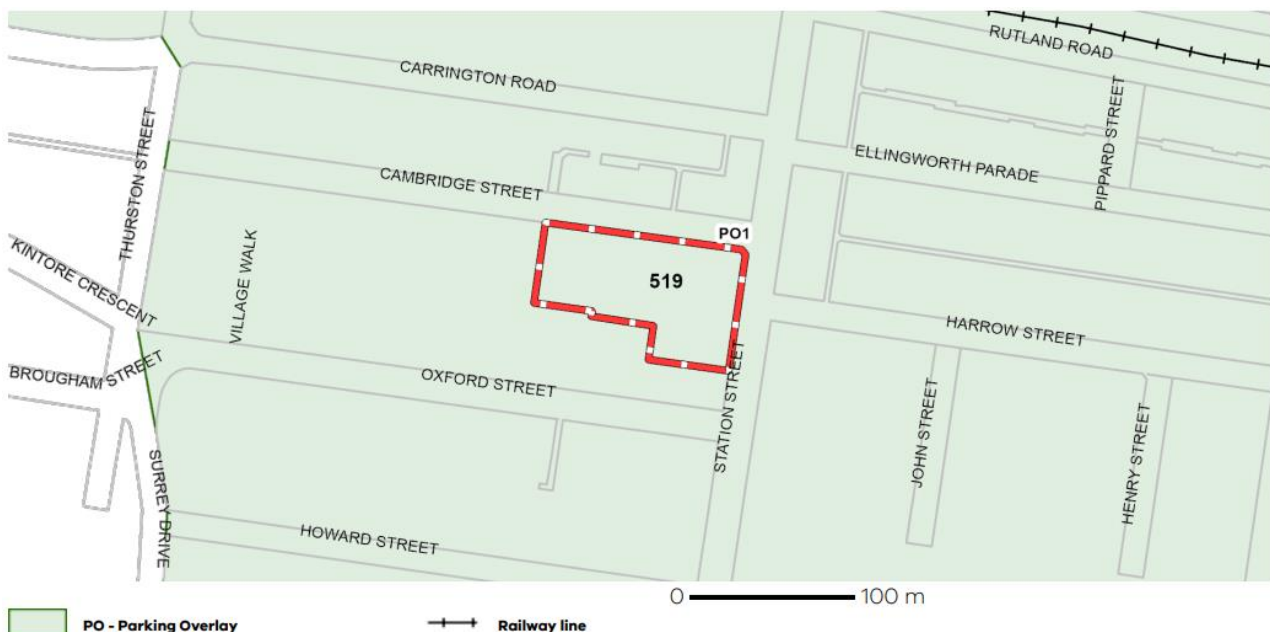 RUTLAND ROAD
CARRINGTON ROAD
PIPPARD STREET
THURSTON STREET
ELLINGWORTH PARADE
CAMBRIDGE STREET
PO1
KINTORE CRESCENT
VILLAGE WALK
519
HARROW STREET
BROUGHAM STREET
OXFORD STREET
STATION STREET
JOHN STREET
HENRY STREET
SURREY DRIVE
HOWARD STREET
0 100 m
PO - Parking Overlay
Railway line